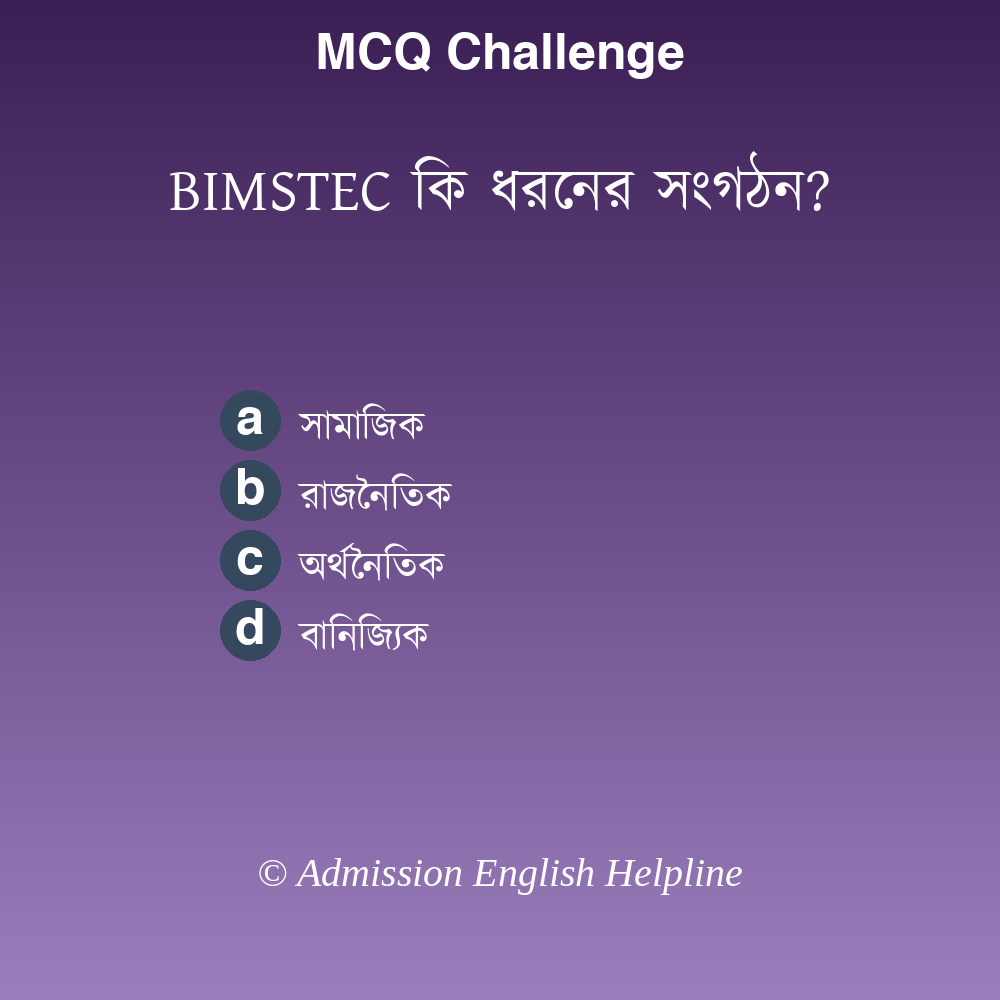 MCQ Challenge
BIMSTEC কি ধরনের সংগঠন?
a সামাজিক
b রাজনৈতিক
c অর্থনৈতিক
d বানিজ্যিক
© Admission English Helpline